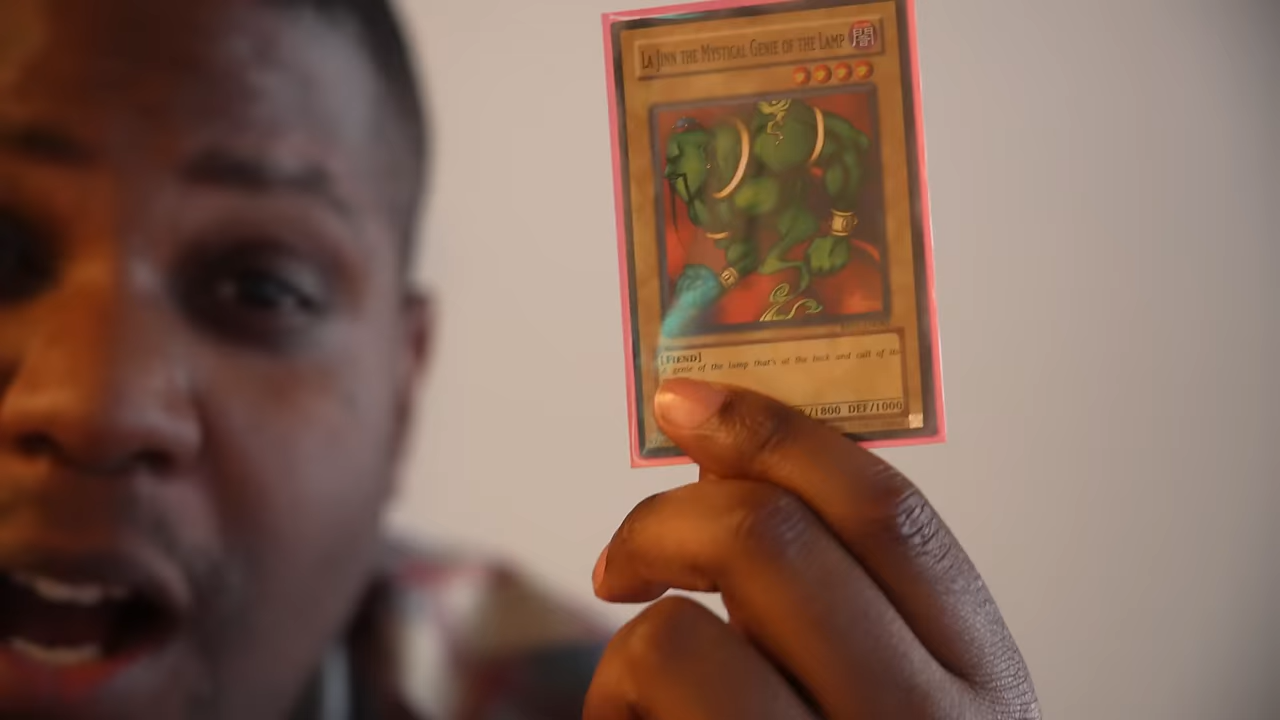 LA JINN THE MYSTICAL GENIE OF THE LAMP 闇
[FIEND]
A genie of the lamp that's at the beck and call of its
/1800 DEF/1000